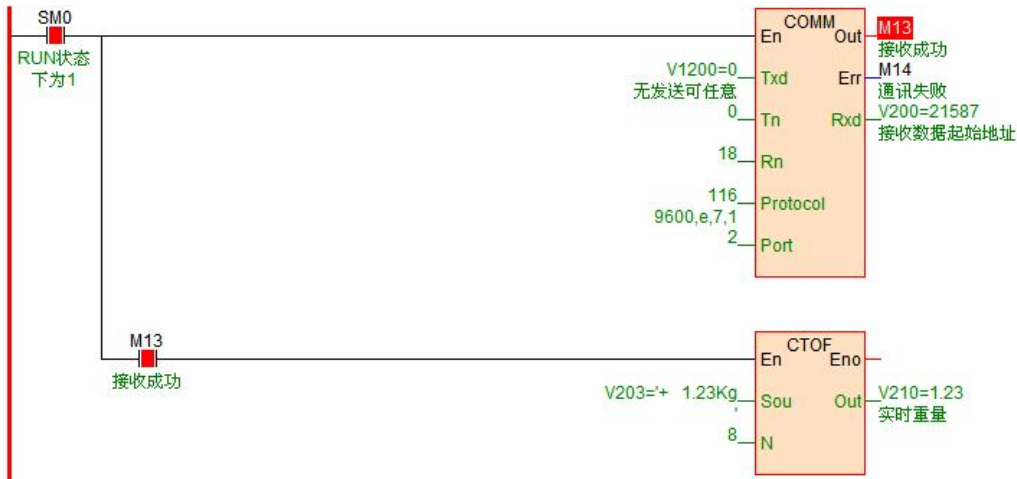 SM0
RUN状态
下为1
COMM
En
Out
M13
接收成功
V1200=0
无发送可任意
Txd
Err
M14
通讯失败
0
Tn
Rxd
V200=21587
接收数据起始地址
18
Rn
116
9600,e,7,1
Protocol
2
Port
M13
接收成功
CTOF
En
Eno
V203='+ 1.23Kg
'
Sou
Out
V210=1.23
实时重量
8
N